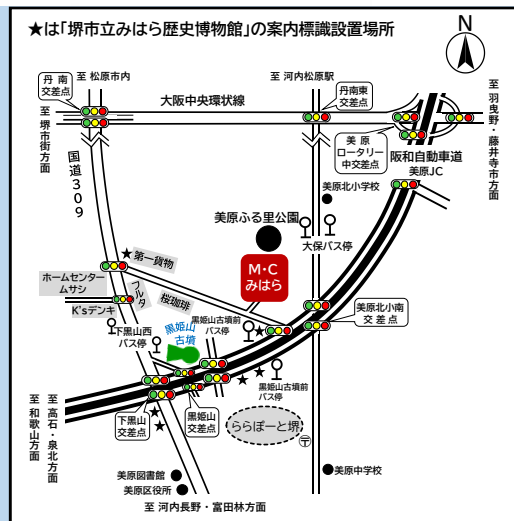 ★は「堺市立みはら歴史博物館」の案内標識設置場所
N
至 松原市内
至 河内松原駅
丹 南
交差点
大阪中央環状線
丹南東
交差点
至 堺市街方面
至 羽曳野・藤井寺市方面
美 原
ロータリー
中交差点
阪和自動車道
美原JC
国道309
美原北小学校
美原ふる里公園
大保バス停
★
第一貨物
M・C
みはら
ホームセンター
ムサシ
フルタ
K'sデンキ
桜珈琲
下黒山西
バス停
黒姫山
古墳
黒姫山古墳前
バス停
★
美原北小南
交 差 点
★
★
黒姫山古墳前
バス停
至 和歌山方面
至 高石・泉北方面
下黒山
交差点
★
★
黒姫山
交差点
ららぽーと堺
〒
美原図書館
美原区役所
美原中学校
至 河内長野・富田林方面